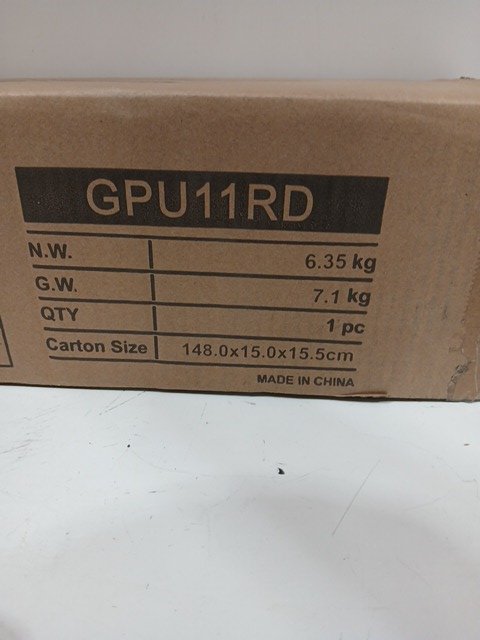 GPU11RD
N.W. 6.35 kg
G.W. 7.1 kg
QTY 1 pc
Carton Size 148.0x15.0x15.5cm
MADE IN CHINA